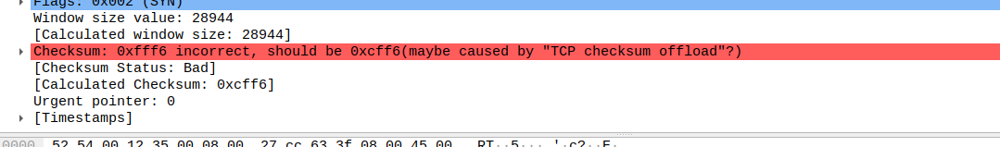 Flags: 0x002 (SYN)
Window size value: 28944
[Calculated window size: 28944]
Checksum: 0xfff6 incorrect, should be 0xcff6(maybe caused by "TCP checksum offload"?)
[Checksum Status: Bad]
[Calculated Checksum: 0xcff6]
Urgent pointer: 0
[Timestamps]
0000 52 54 00 12 35 00 08 00 27 cc 63 3f 08 00 45 00 RT··5··· '·c?··E·